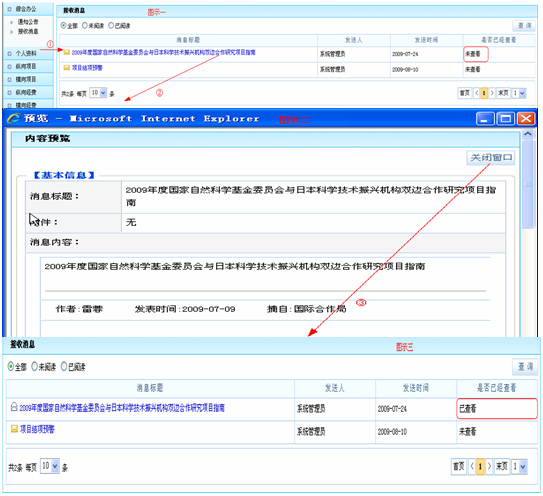 综合办公
接收消息
图示一
通知公告
全部 未阅读 已阅读
查 询
接收消息
消息标题 发送人 发送时间 是否已经查看
①
个人资料
2009年度国家自然科学基金委员会与日本科学技术振兴机构双边合作研究项目指南 系统管理员 2009-07-24 未查看
纵向项目
项目结项预警 系统管理员 2009-08-10 未查看
横向项目
纵向经费
共2条 每页 10 条
②
首页 < 1 > 末页 1
横向经费
预览 - Microsoft Internet Explorer
图示二
内容预览
关闭窗口
【基本信息】
消息标题: 2009年度国家自然科学基金委员会与日本科学技术振兴机构双边合作研究项目指
南
附件: 无
消息内容:
2009年度国家自然科学基金委员会与日本科学技术振兴机构双边合作研究项目指南
③
作者:雷蓉 发表时间:2009-07-09 摘自:国际合作局
接收消息
图示三
全部 未阅读 已阅读
查 询
消息标题 发送人 发送时间 是否已经查看
2009年度国家自然科学基金委员会与日本科学技术振兴机构双边合作研究项目指南 系统管理员 2009-07-24 已查看
项目结项预警 系统管理员 2009-08-10 未查看
共2条 每页 10 条
首页 < 1 > 末页 1